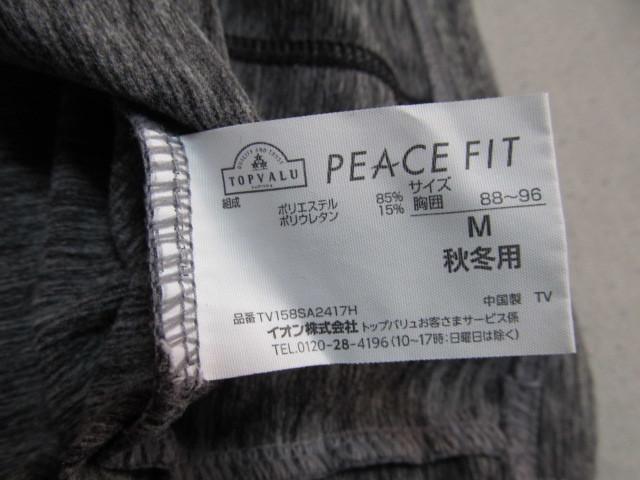 QUALITY AND TRUST
TOPVALU
PEACE FIT
組成
ポリエステル 85%
ポリウレタン 15%
サイズ
胸囲 88~96
M
秋冬用
中国製 TV
品番TV158SA2417H
イオン株式会社 トップバリュお客さまサービス係
TEL.0120-28-4196 (10~17時:日曜日は除く)